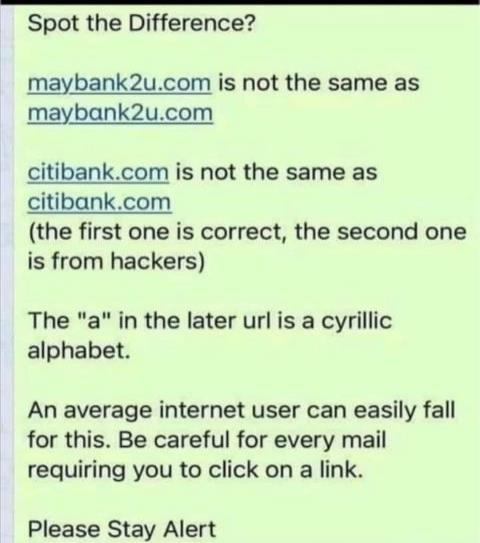 Spot the Difference?
maybank2u.com is not the same as
maybɑnk2u.com
citibank.com is not the same as
citibɑnk.com
(the first one is correct, the second one
is from hackers)
The "a" in the later url is a cyrillic
alphabet.
An average internet user can easily fall
for this. Be careful for every mail
requiring you to click on a link.
Please Stay Alert